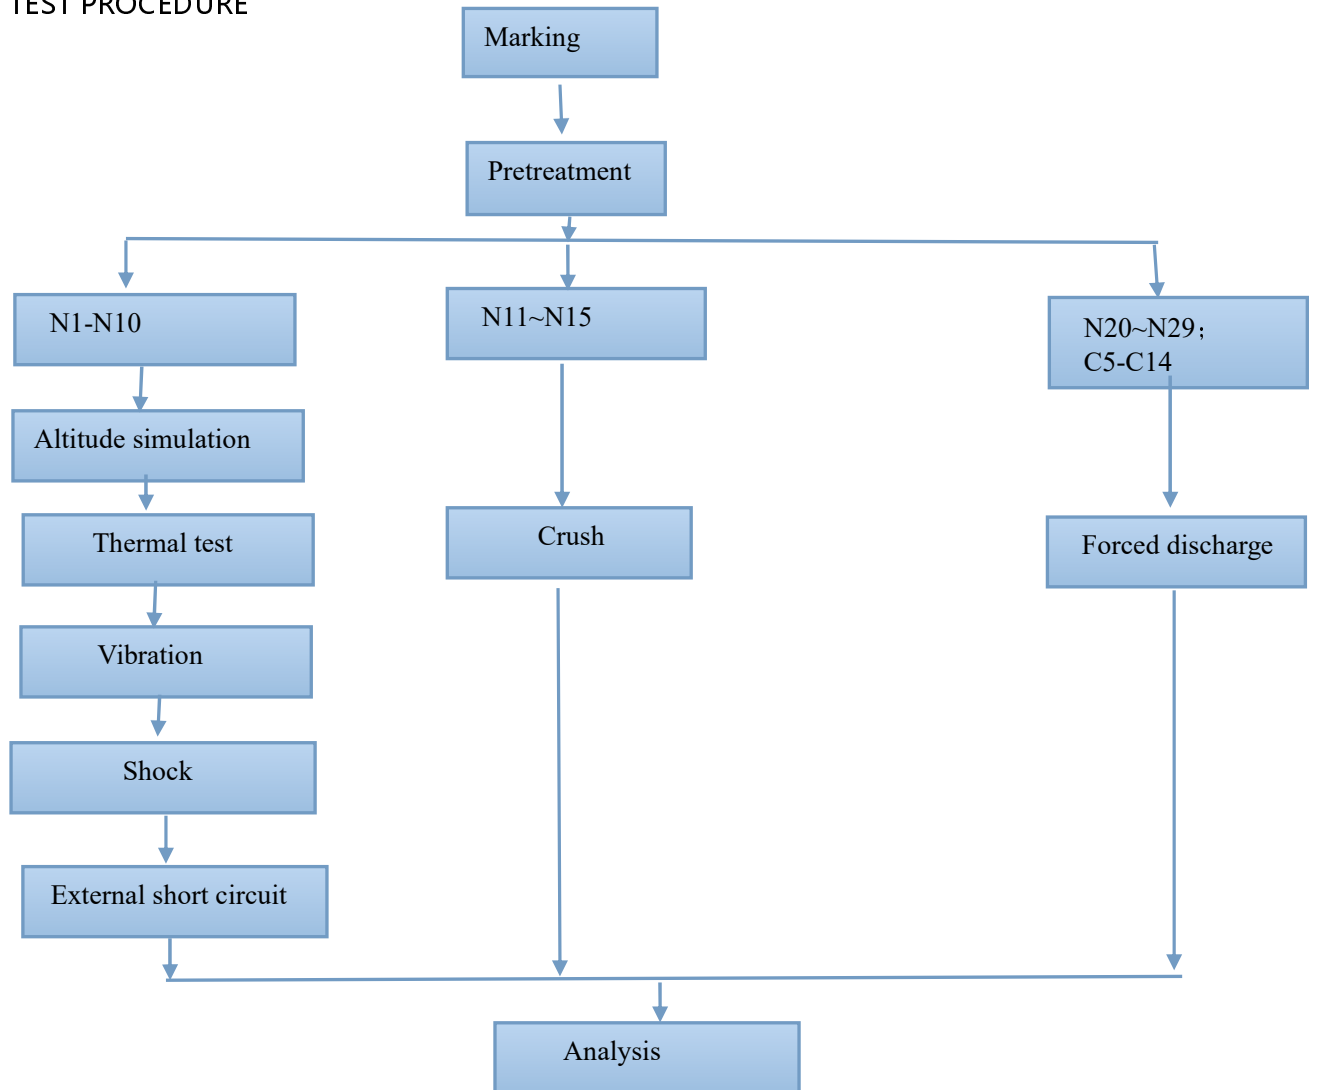 TEST PROCEDURE
Marking
Pretreatment
N1-N10
N11~N15
N20~N29；
C5-C14
Altitude simulation
Thermal test
Crush
Forced discharge
Vibration
Shock
External short circuit
Analysis